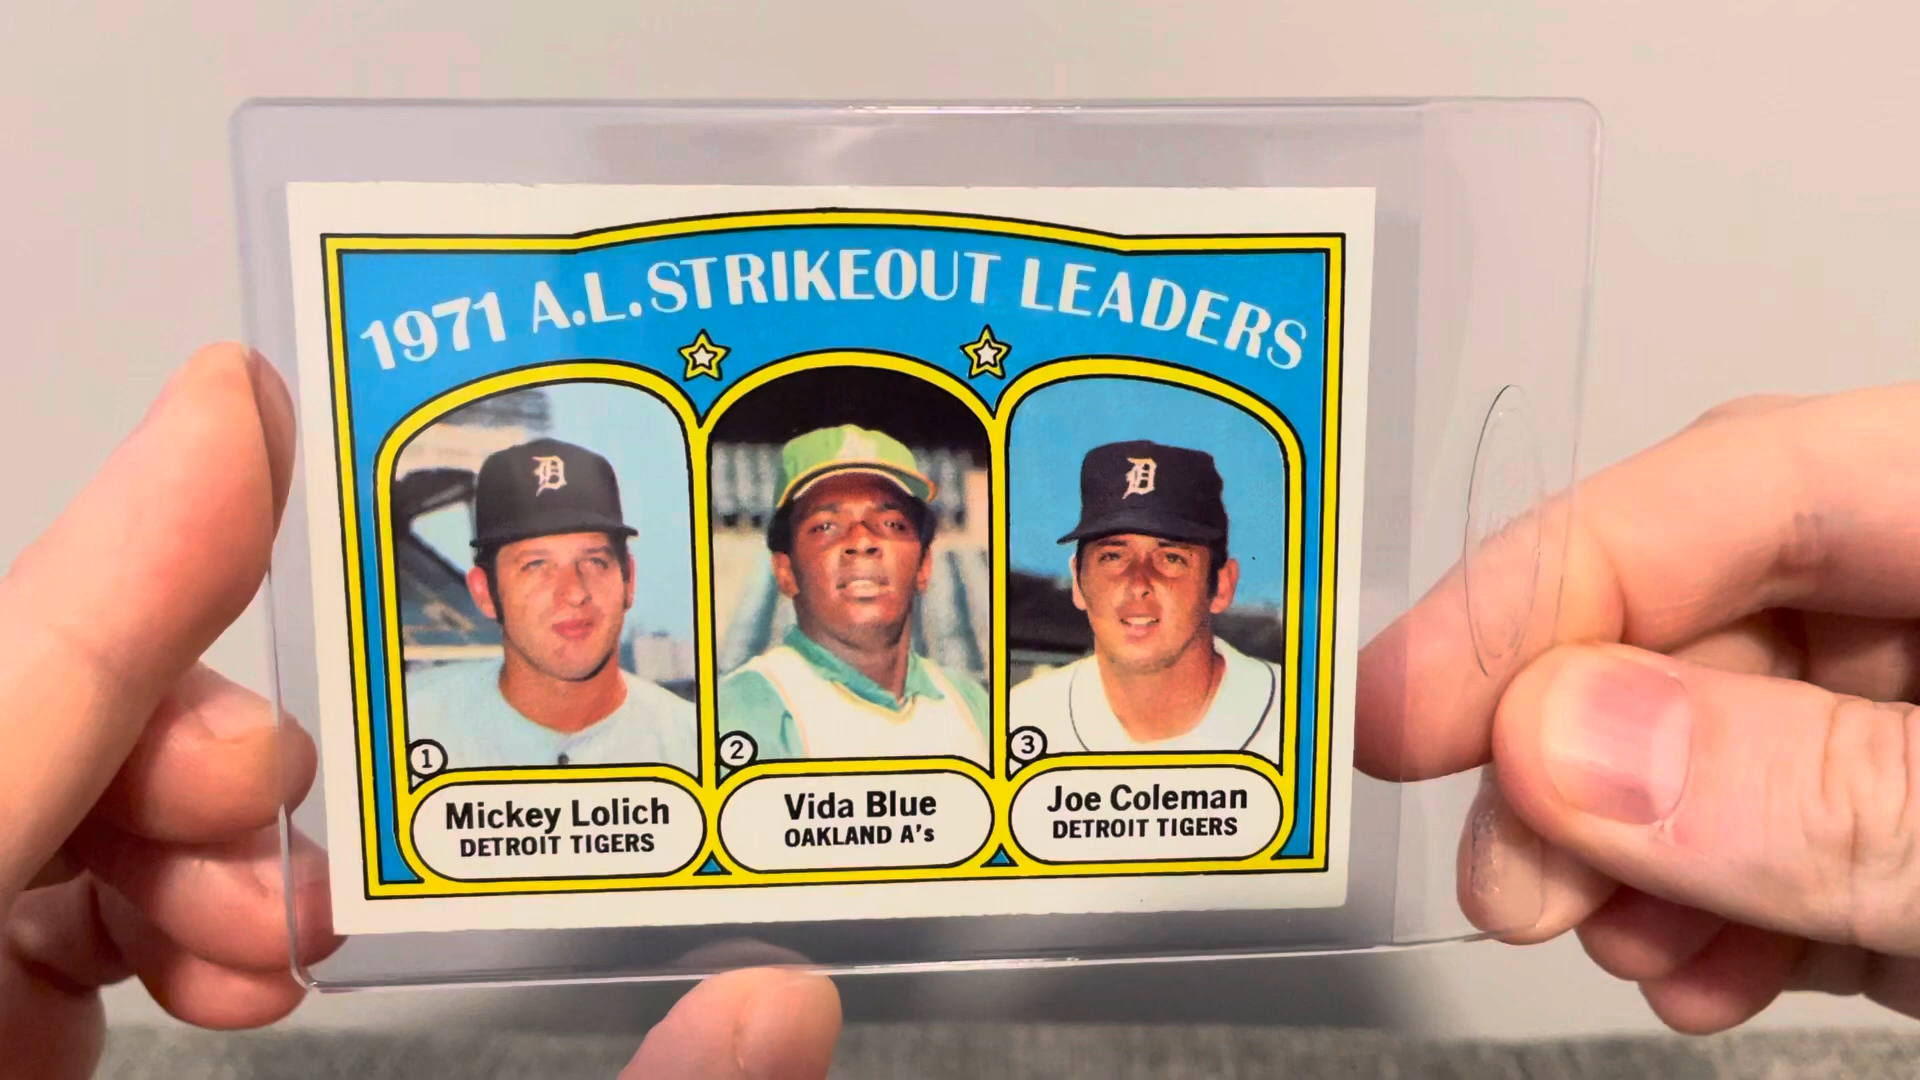 1971 A.L. STRIKEOUT LEADERS
D
D
1
2
3
Mickey Lolich
DETROIT TIGERS
Vida Blue
OAKLAND A's
Joe Coleman
DETROIT TIGERS